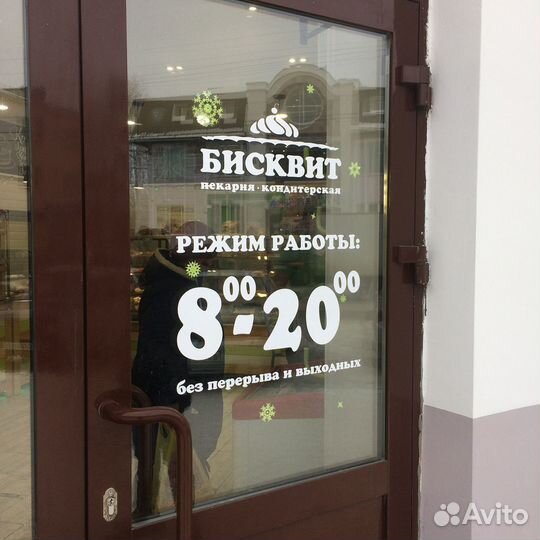 БИСКВИТ
пекарня · кондитерская
РЕЖИМ РАБОТЫ:
8⁰⁰-20⁰⁰
без перерыва и выходных
Avito